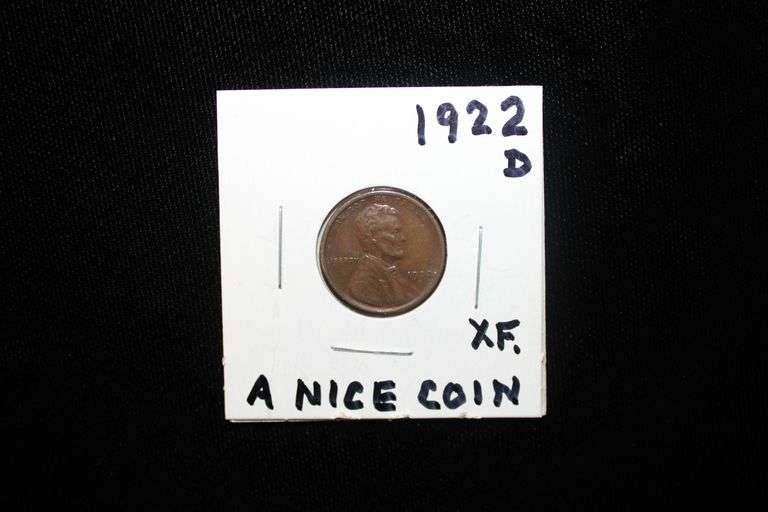 1922
D
LIBERTY
XF.
A NICE COIN